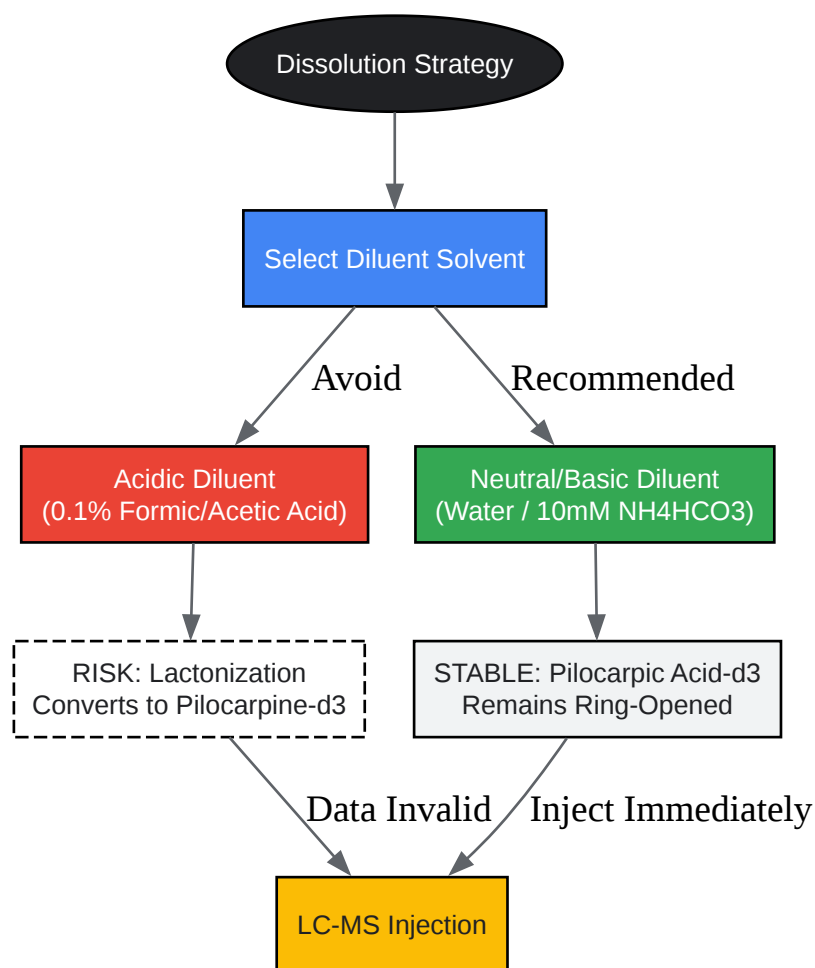 Dissolution Strategy
Select Diluent Solvent
Avoid
Recommended
Acidic Diluent
(0.1% Formic/Acetic Acid)
Neutral/Basic Diluent
(Water / 10mM NH4HCO3)
RISK: Lactonization
Converts to Pilocarpine-d3
STABLE: Pilocarpic Acid-d3
Remains Ring-Opened
Data Invalid
Inject Immediately
LC-MS Injection